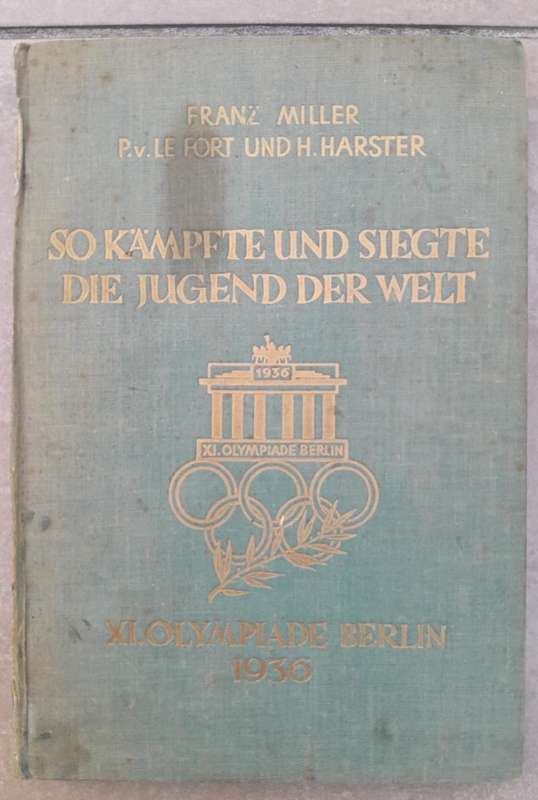 FRANZ MILLER
P.v. LE FORT UND H. HARSTER
SO KÄMPFTE UND SIEGTE
DIE JUGEND DER WELT
1936
XI. OLYMPIADE BERLIN
XI. OLYMPIADE BERLIN
1936